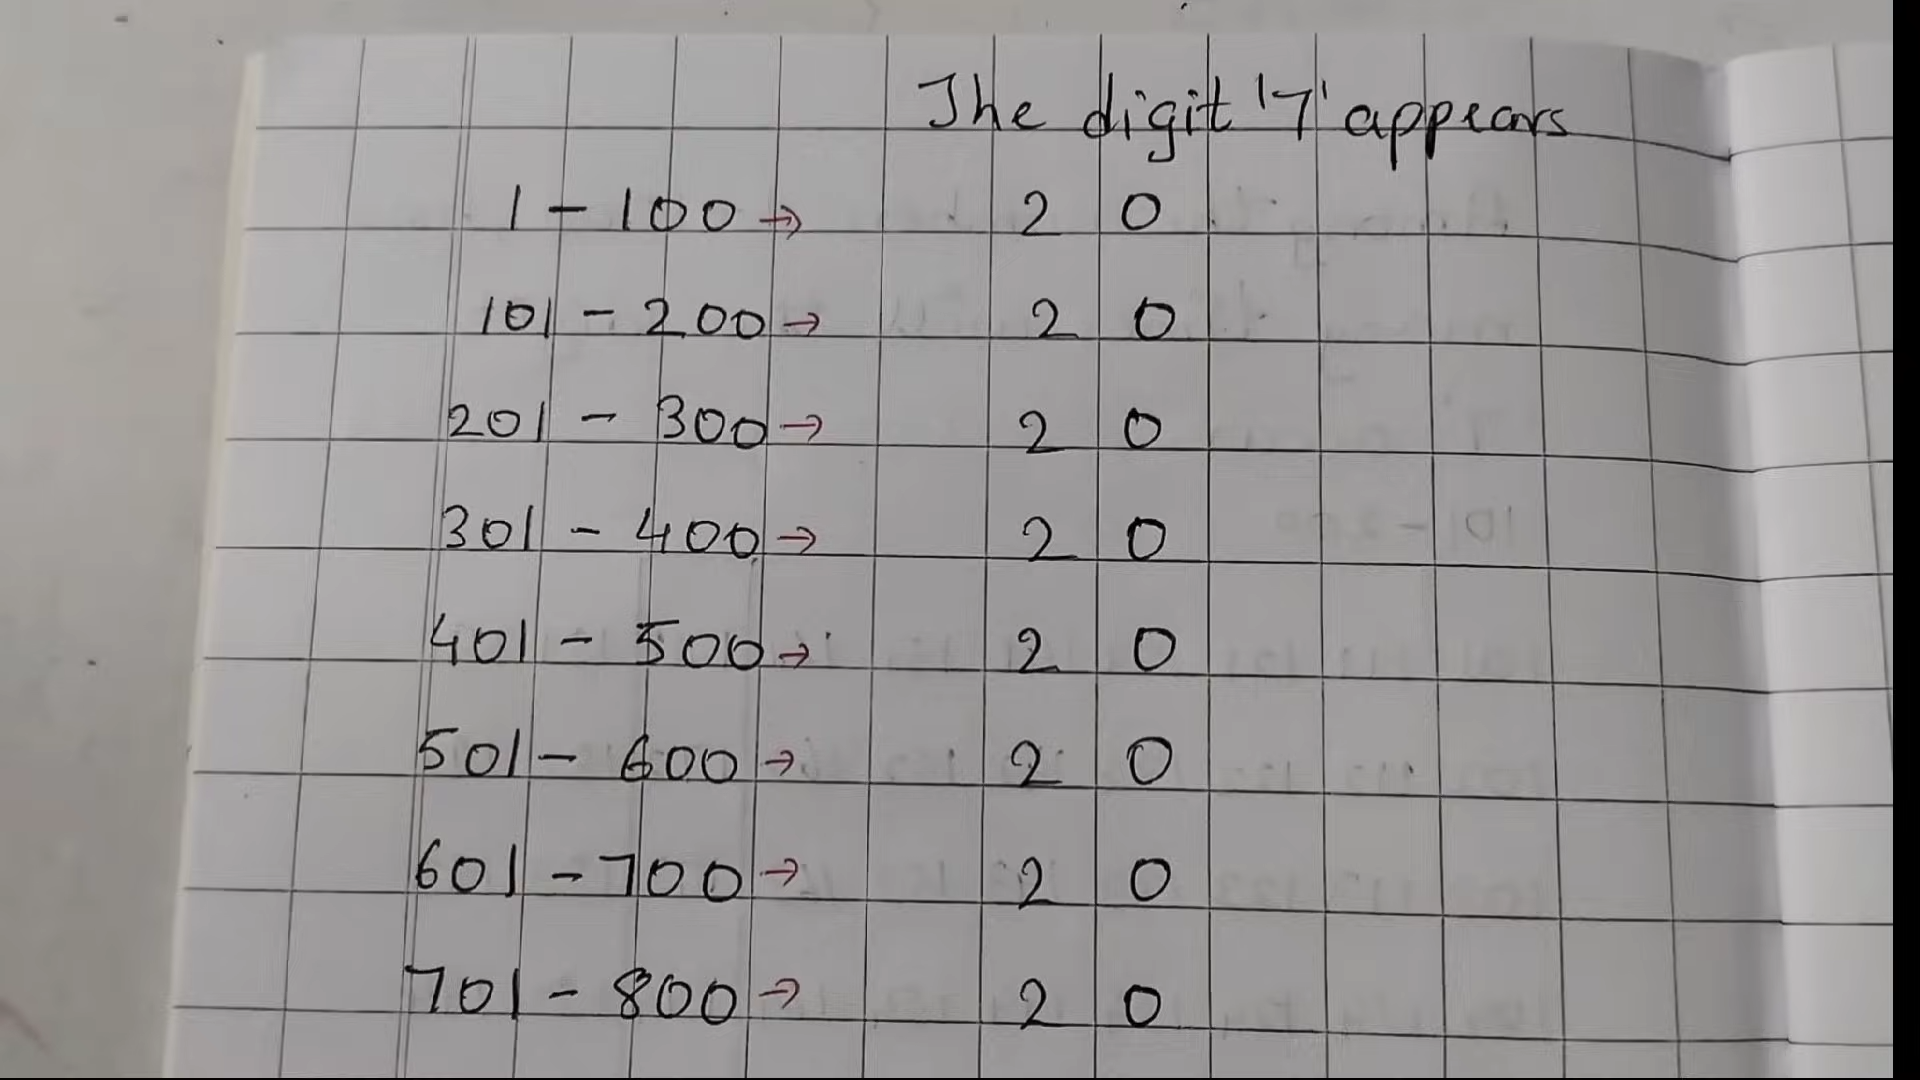 The digit '7' appears
1 - 100 → 20
101 - 200 → 20
201 - 300 → 20
301 - 400 → 20
401 - 500 → 20
501 - 600 → 20
601 - 700 → 20
701 - 800 → 20